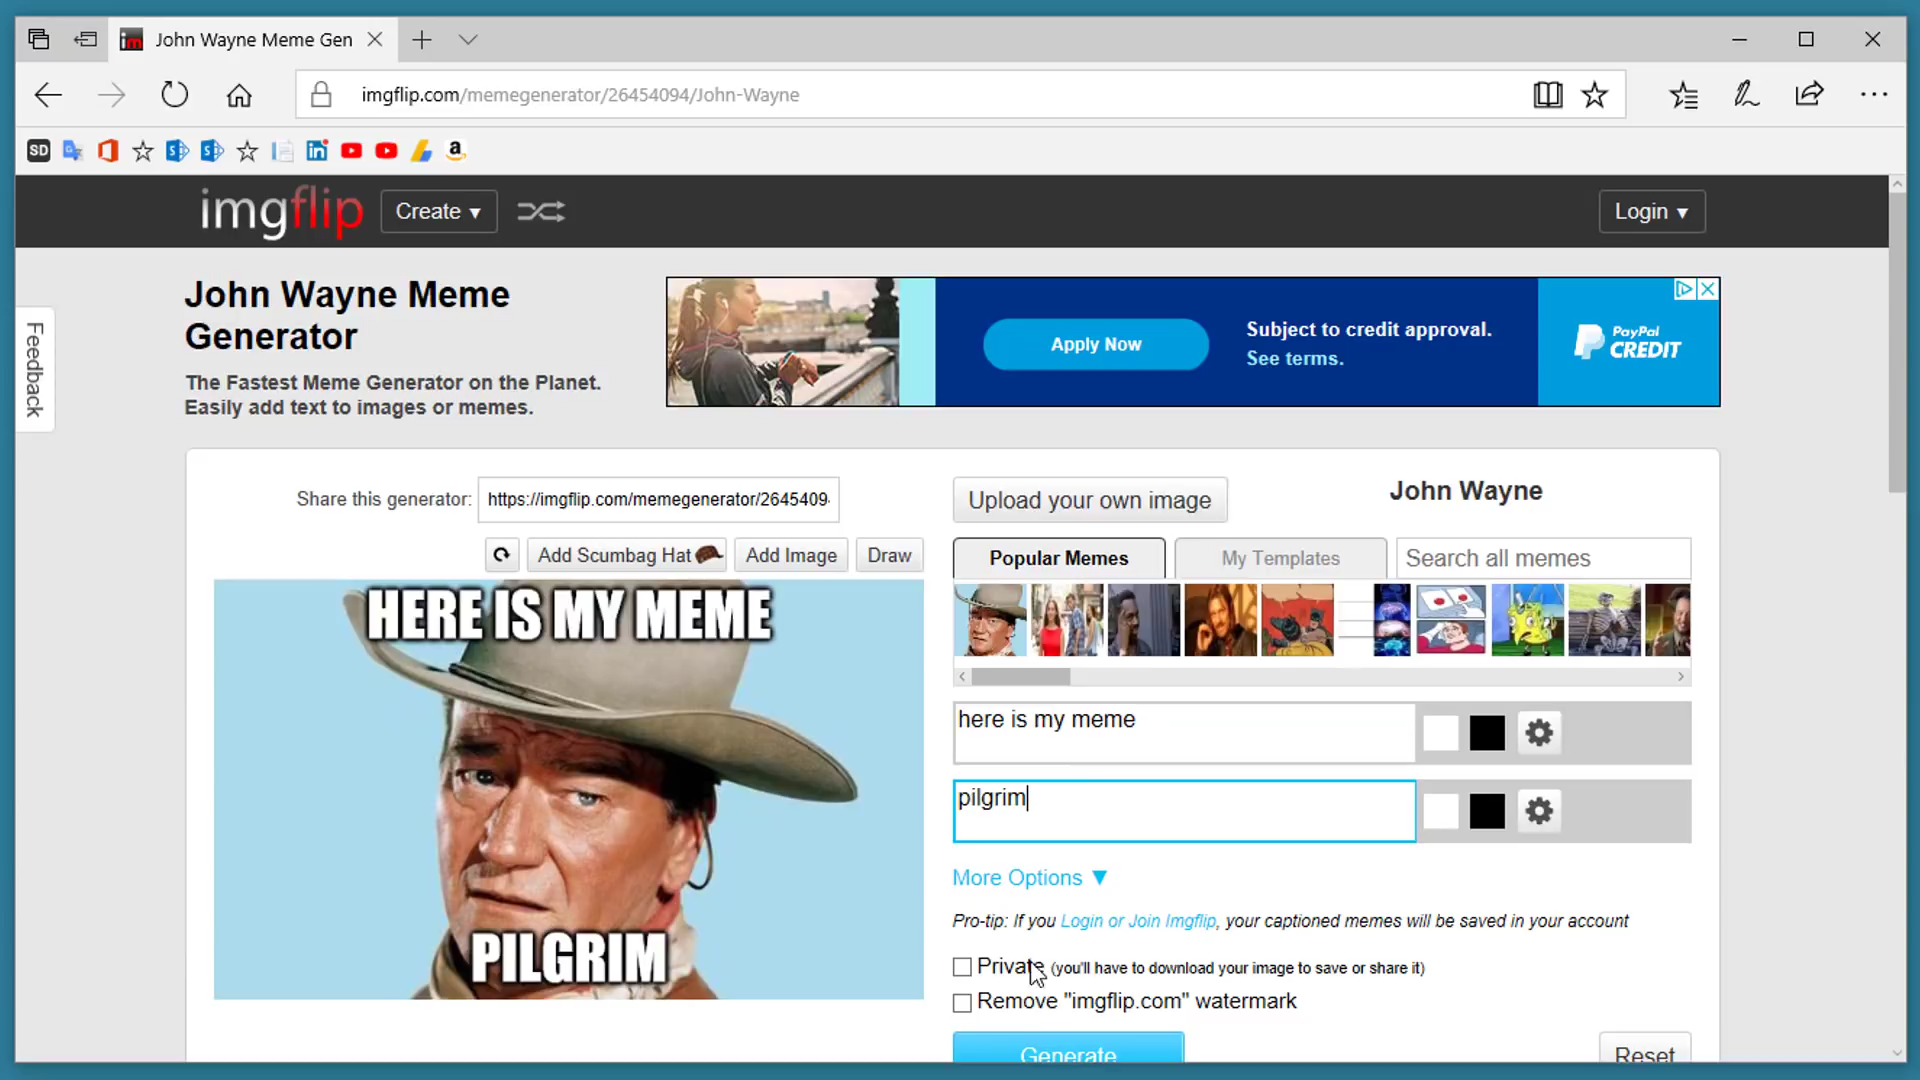 John Wayne Meme Gen
imgflip.com/memegenerator/26454094/John-Wayne
SD
imgflip
Create ▾
Login ▾
Feedback
John Wayne Meme
Generator
The Fastest Meme Generator on the Planet.
Easily add text to images or memes.
Apply Now
Subject to credit approval.
See terms.
PayPal
CREDIT
Share this generator:
https://imgflip.com/memegenerator/2645409
Upload your own image
John Wayne
Add Scumbag Hat
Add Image
Draw
Popular Memes
My Templates
Search all memes
HERE IS MY MEME
PILGRIM
here is my meme
pilgrim
More Options ▼
Pro-tip: If you Login or Join Imgflip, your captioned memes will be saved in your account
Private (you'll have to download your image to save or share it)
Remove "imgflip.com" watermark
Generate
Reset